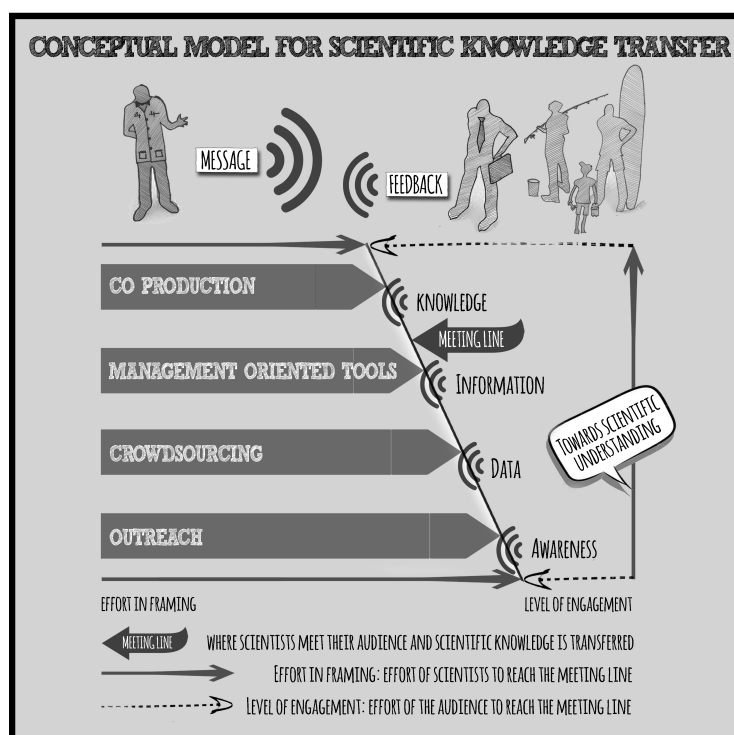 CONCEPTUAL MODEL FOR SCIENTIFIC KNOWLEDGE TRANSFER
MESSAGE
FEEDBACK
CO PRODUCTION
KNOWLEDGE
MEETING LINE
MANAGEMENT ORIENTED TOOLS
INFORMATION
TOWARDS SCIENTIFIC
UNDERSTANDING
CROWDSOURCING
DATA
OUTREACH
AWARENESS
EFFORT IN FRAMING
LEVEL OF ENGAGEMENT
MEETING LINE
WHERE SCIENTISTS MEET THEIR AUDIENCE AND SCIENTIFIC KNOWLEDGE IS TRANSFERRED
EFFORT IN FRAMING: EFFORT OF SCIENTISTS TO REACH THE MEETING LINE
LEVEL OF ENGAGEMENT: EFFORT OF THE AUDIENCE TO REACH THE MEETING LINE